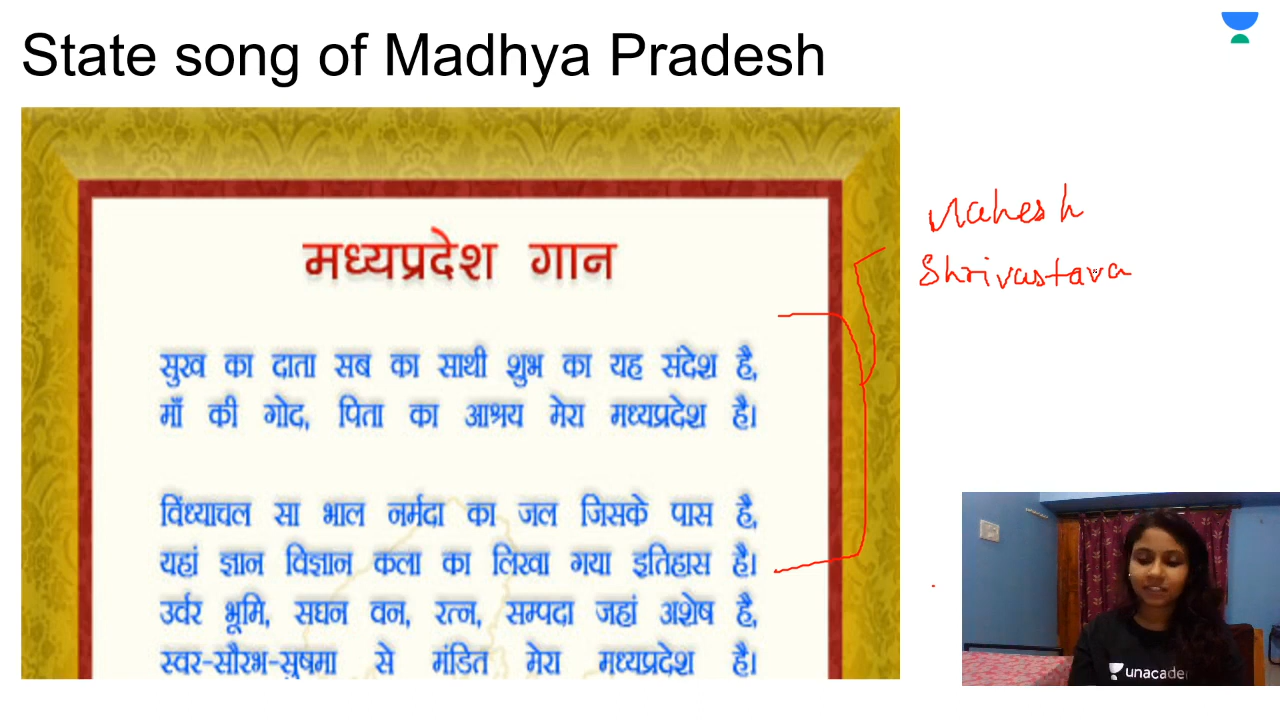 State song of Madhya Pradesh
मध्यप्रदेश गान
सुख का दाता सब का साथी शुभ का यह संदेश है,
माँ की गोद, पिता का आश्रय मेरा मध्यप्रदेश है।
विंध्याचल सा भाल नर्मदा का जल जिसके पास है,
यहां ज्ञान विज्ञान कला का लिखा गया इतिहास है।
उर्वर भूमि, सघन वन, रत्न, सम्पदा जहां अशेष है,
स्वर-सौरभ-सुषमा से मंडित मेरा मध्यप्रदेश है।
Mahesh
Shrivastava
unacade